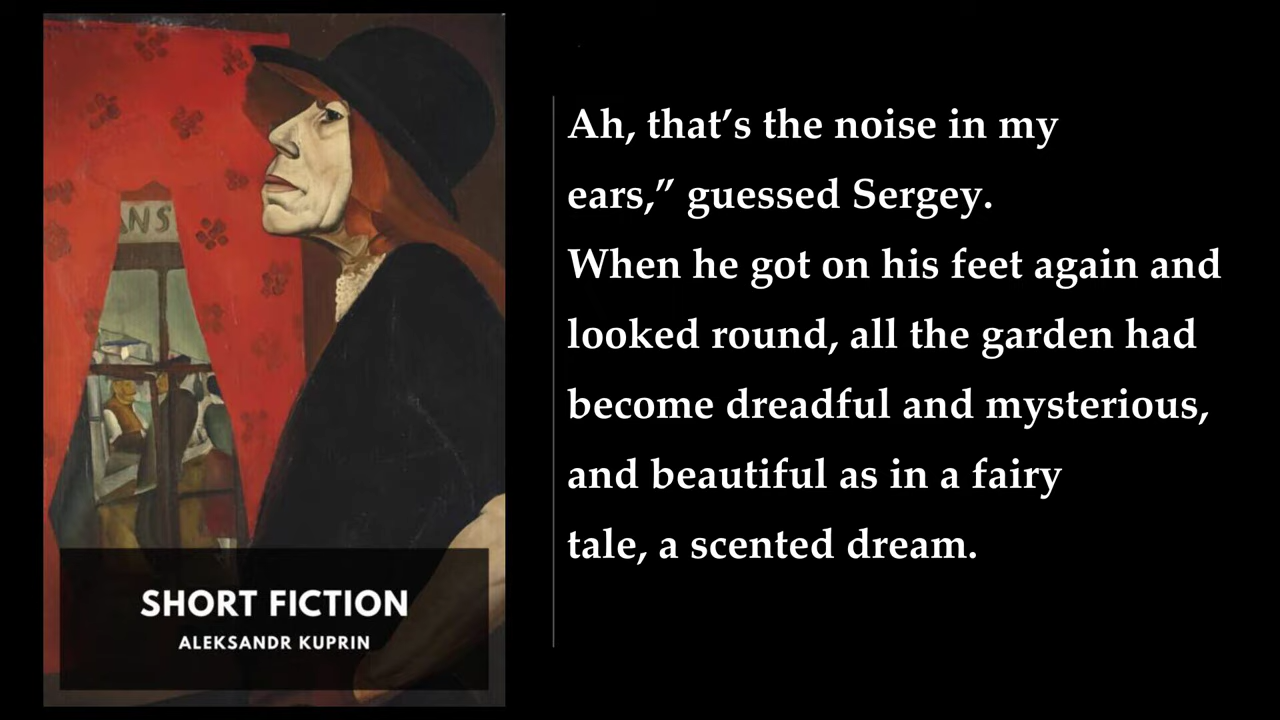 ANS
SHORT FICTION
ALEKSANDR KUPRIN
Ah, that’s the noise in my
ears,” guessed Sergey.
When he got on his feet again and
looked round, all the garden had
become dreadful and mysterious,
and beautiful as in a fairy
tale, a scented dream.